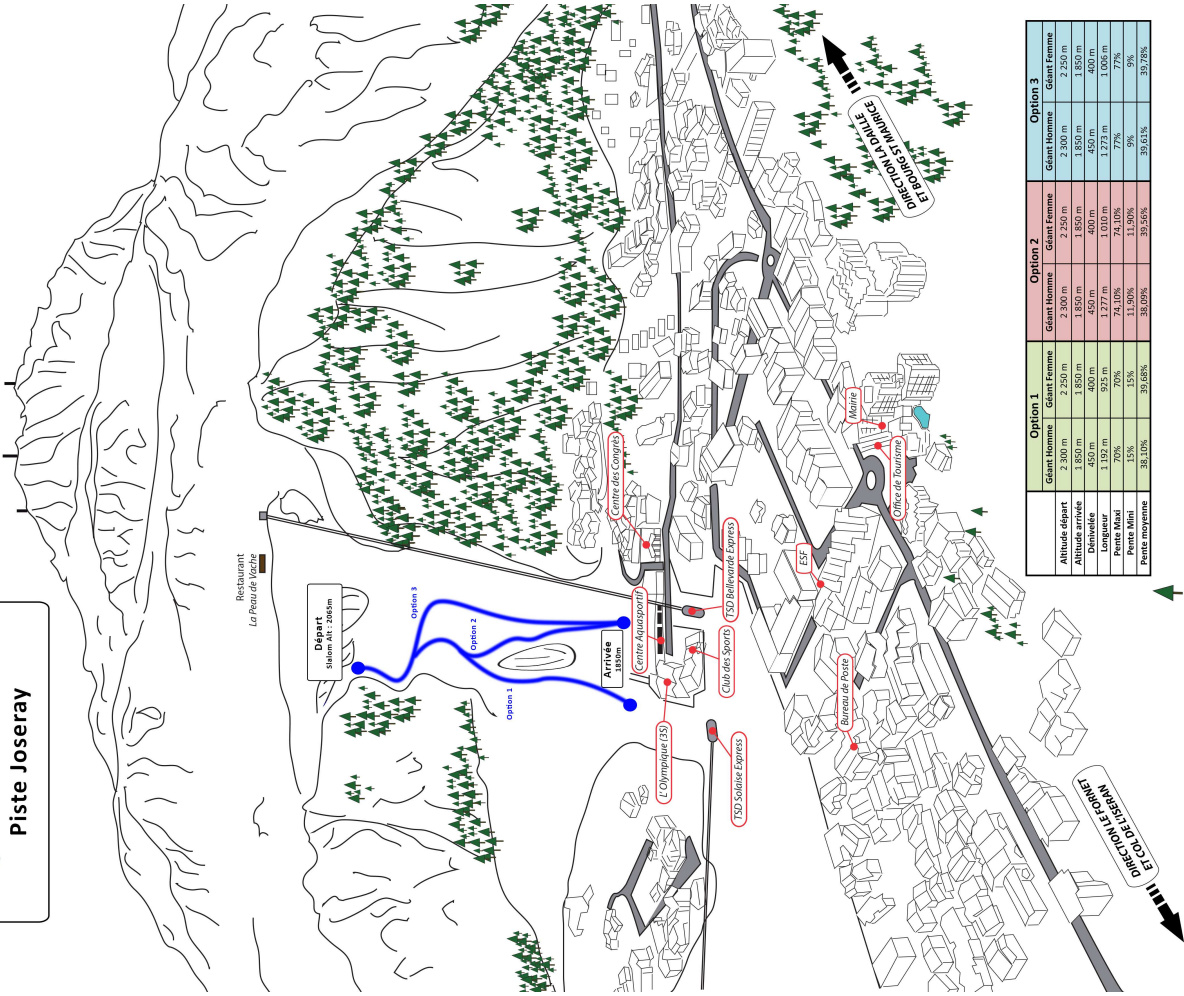 Piste Joseray
Restaurant
La Peau de Vache
Départ
Slalom Alt : 2065m
Option 3
Option 2
Option 1
Arrivée
1850m
Centre des Congrès
Centre Aquasportif
L'Olympique (3S)
Club des Sports
TSD Bellevarde Express
TSD Solaise Express
ESF
Mairie
Office de Tourisme
Bureau de Poste
DIRECTION LA DAILLE
ET BOURG ST MAURICE
DIRECTION LE FORNET
ET COL DE L'ISERAN
Option 1 Option 2 Option 3
Géant Homme Géant Femme Géant Homme Géant Femme Géant Homme Géant Femme
Altitude départ 2 300 m 2 250 m 2 300 m 2 250 m 2 300 m 2 250 m
Altitude arrivée 1 850 m 1 850 m 1 850 m 1 850 m 1 850 m 1 850 m
Dénivelée 450 m 400 m 450 m 400 m 450 m 400 m
Longueur 1 192 m 925 m 1 277 m 1 010 m 1 273 m 1 006 m
Pente Maxi 70% 70% 74,10% 74,10% 77% 77%
Pente Mini 15% 15% 11,90% 11,90% 9% 9%
Pente moyenne 38,10% 39,68% 38,09% 39,56% 39,61% 39,78%